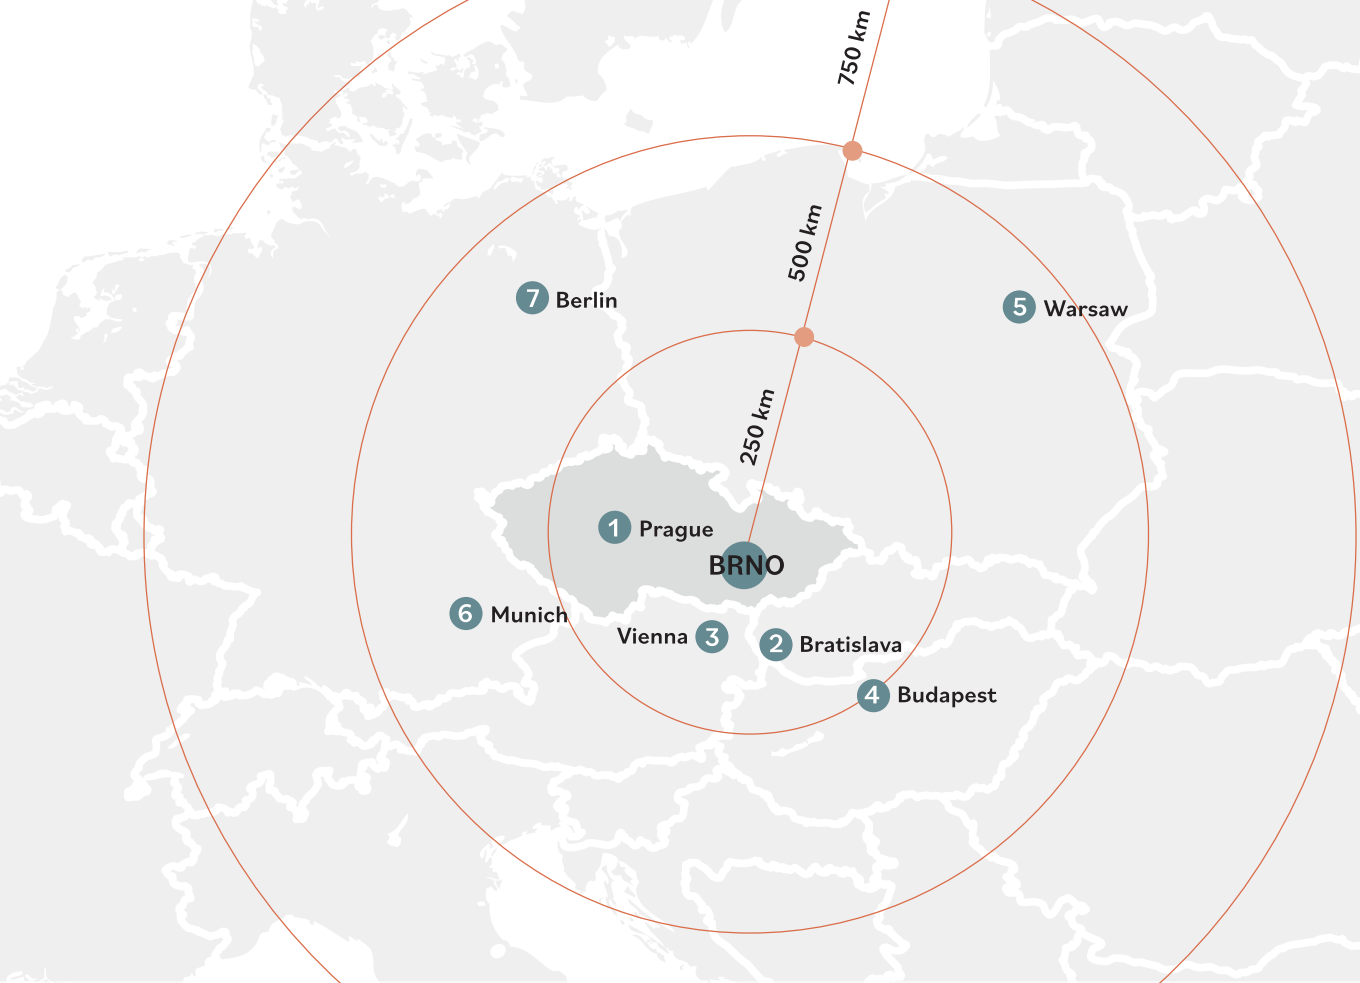 750 km
500 km
7 Berlin
5 Warsaw
250 km
1 Prague
BRNO
6 Munich
Vienna 3
2 Bratislava
4 Budapest